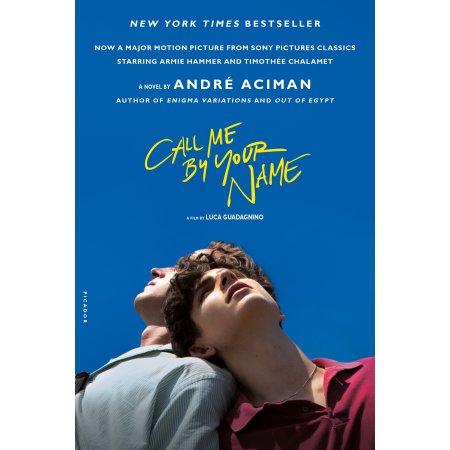 NEW YORK TIMES BESTSELLER
NOW A MAJOR MOTION PICTURE FROM SONY PICTURES CLASSICS
STARRING ARMIE HAMMER AND TIMOTHÉE CHALAMET
A NOVEL BY ANDRÉ ACIMAN
AUTHOR OF ENIGMA VARIATIONS AND OUT OF EGYPT
CALL ME
BY YOUR
NAME
A FILM BY LUCA GUADAGNINO
PICADOR